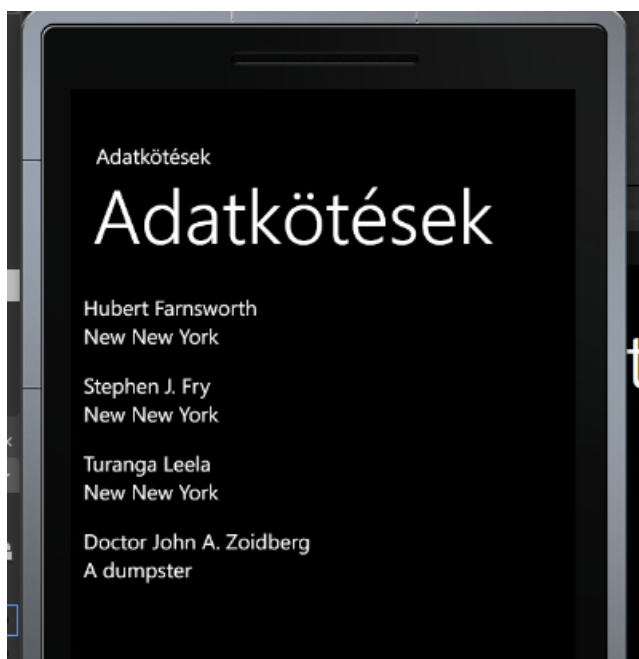 Adatkötések
Adatkötések
Hubert Farnsworth
New New York
Stephen J. Fry
New New York
Turanga Leela
New New York
Doctor John A. Zoidberg
A dumpster